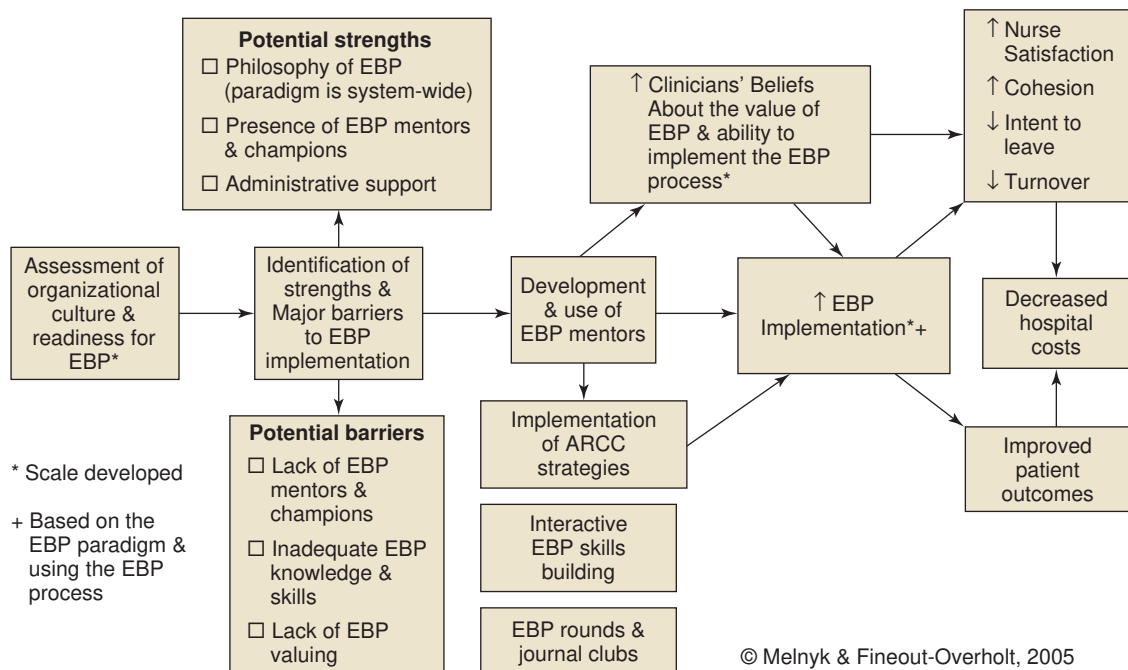 Potential strengths
☐ Philosophy of EBP
(paradigm is system-wide)
☐ Presence of EBP mentors
& champions
☐ Administrative support
↑ Clinicians’ Beliefs
About the value of
EBP & ability to
implement the EBP
process*
↑ Nurse
Satisfaction
↑ Cohesion
↓ Intent to
leave
↓ Turnover
Assessment of
organizational
culture &
readiness for
EBP*
Identification of
strengths &
Major barriers
to EBP
implementation
Development
& use of
EBP mentors
↑ EBP
Implementation*+
Decreased
hospital
costs
Potential barriers
☐ Lack of EBP
mentors &
champions
☐ Inadequate EBP
knowledge &
skills
☐ Lack of EBP
valuing
Implementation
of ARCC
strategies
Interactive
EBP skills
building
EBP rounds &
journal clubs
Improved
patient
outcomes
* Scale developed
+ Based on the
EBP paradigm &
using the EBP
process
© Melnyk & Fineout-Overholt, 2005